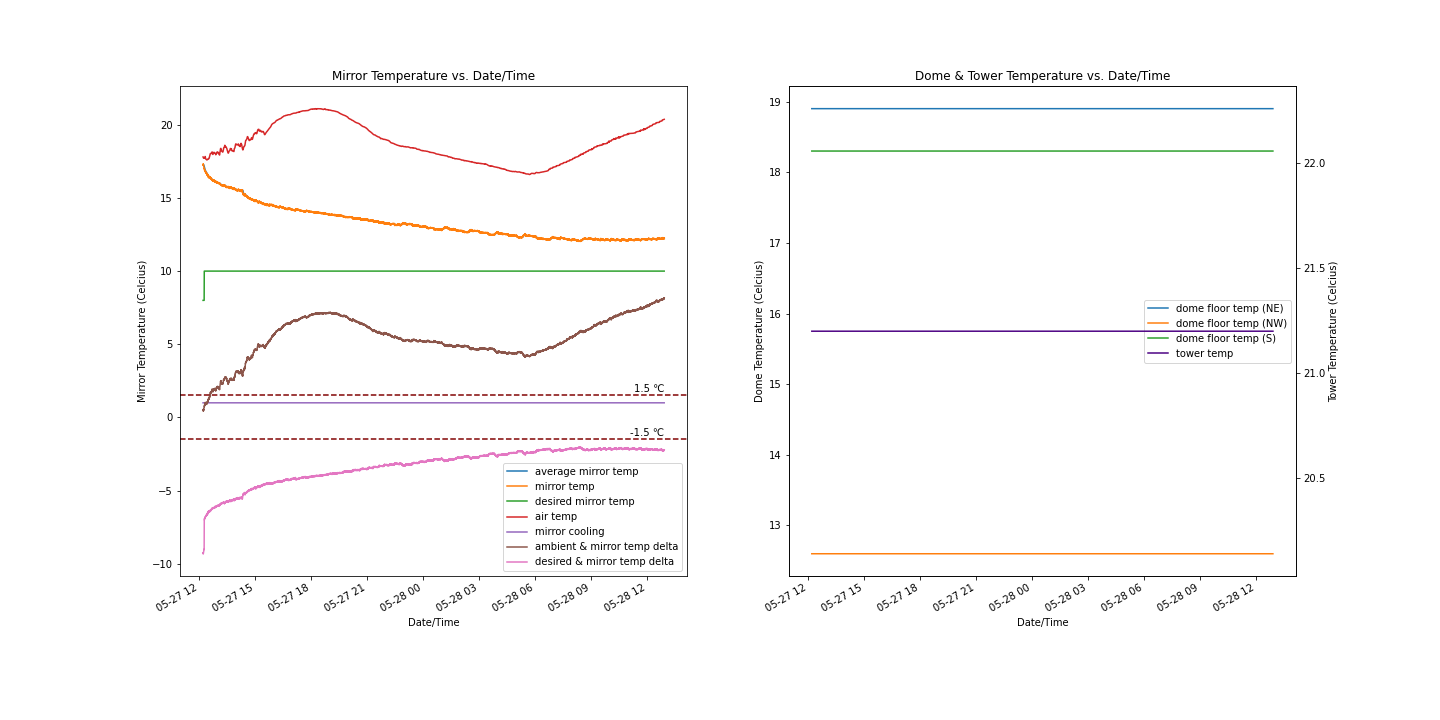 Mirror Temperature vs. Date/Time
Mirror Temperature (Celcius)
20
15
10
5
0
−5
−10
1.5 °C
-1.5 °C
average mirror temp
mirror temp
desired mirror temp
air temp
mirror cooling
ambient & mirror temp delta
desired & mirror temp delta
05-27 12
05-27 15
05-27 18
05-27 21
05-28 00
05-28 03
05-28 06
05-28 09
05-28 12
Date/Time
Dome & Tower Temperature vs. Date/Time
Dome Temperature (Celcius)
19
18
17
16
15
14
13
dome floor temp (NE)
dome floor temp (NW)
dome floor temp (S)
tower temp
22.0
21.5
21.0
20.5
Tower Temperature (Celcius)
05-27 12
05-27 15
05-27 18
05-27 21
05-28 00
05-28 03
05-28 06
05-28 09
05-28 12
Date/Time